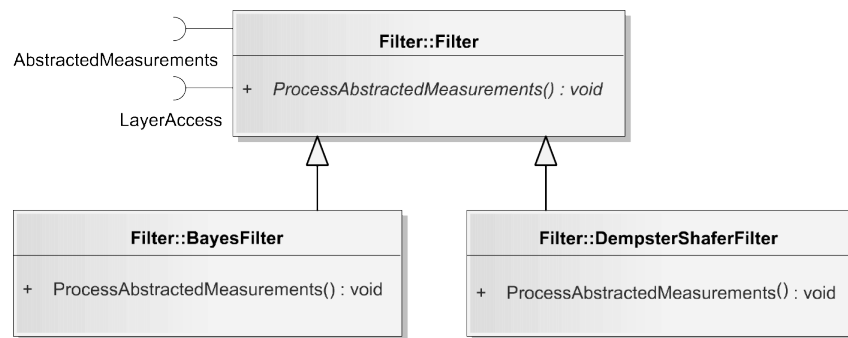 Filter::Filter
AbstractedMeasurements
+ ProcessAbstractedMeasurements() : void
LayerAccess
Filter::BayesFilter
+ ProcessAbstractedMeasurements() : void
Filter::DempsterShaferFilter
+ ProcessAbstractedMeasurements() : void